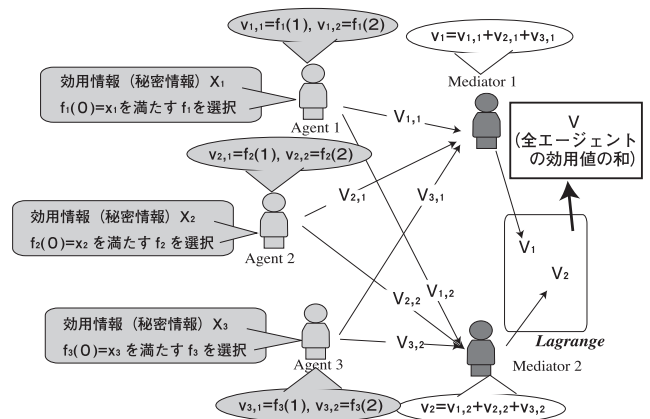 v1,1=f1(1), v1,2=f1(2)
v1=v1,1+v2,1+v3,1
効用情報（秘密情報）X1
f1(0)=x1を満たす f1を選択
Agent 1
Mediator 1
V1,1
V
(全エージェント
の効用値の和)
v2,1=f2(1), v2,2=f2(2)
V2,1
V3,1
効用情報（秘密情報）X2
f2(0)=x2 を満たす f2 を選択
Agent 2
V1
V2
V2,2
V1,2
効用情報（秘密情報）X3
f3(0)=x3 を満たす f3 を選択
V3,2
Lagrange
Agent 3
Mediator 2
v3,1=f3(1), v3,2=f3(2)
v2=v1,2+v2,2+v3,2